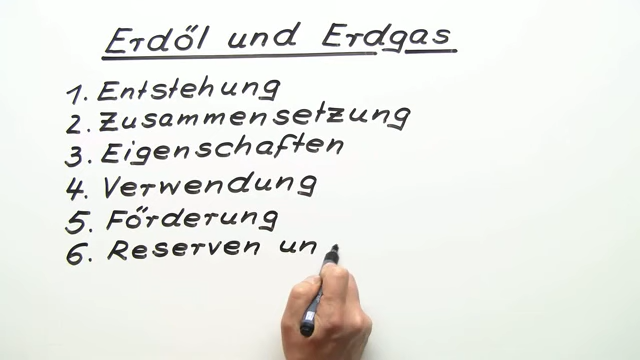 Erdöl und Erdgas
1. Entstehung
2. Zusammensetzung
3. Eigenschaften
4. Verwendung
5. Förderung
6. Reserven un